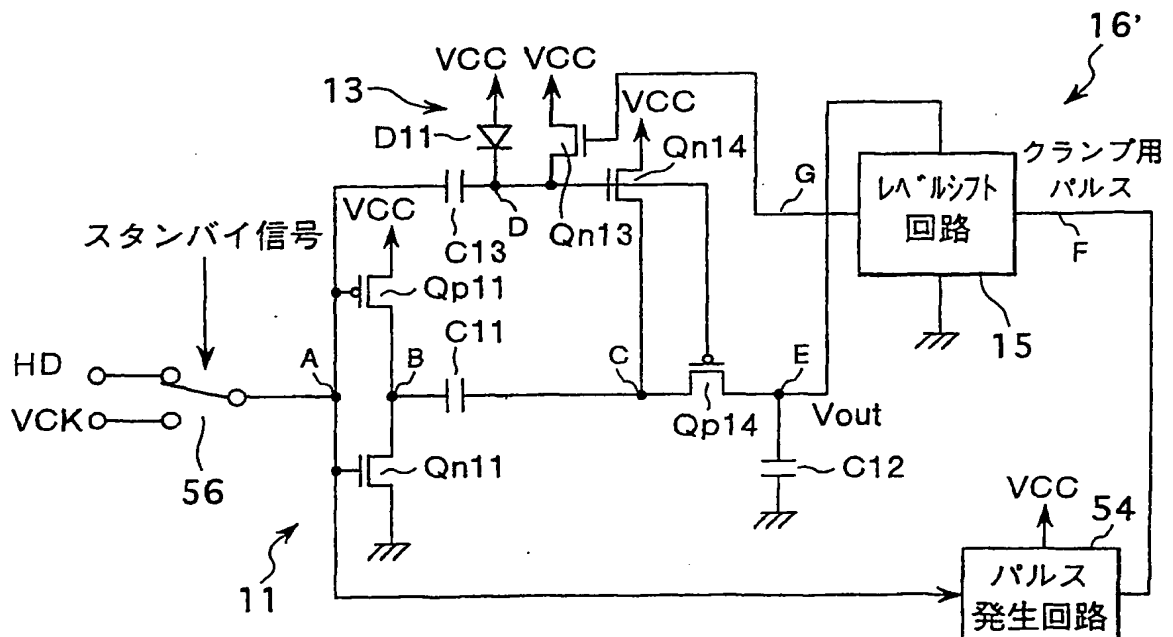 16'
VCC
VCC
13
VCC
D11
Qn14
クランプ用
パルス
G
レベルシフト
回路
VCC
D
Qn13
C13
F
スタンバイ信号
Qp11
C11
15
HD
A
B
C
E
VCK
Qp14
Vout
Qn11
C12
56
VCC
54
11
パルス
発生回路